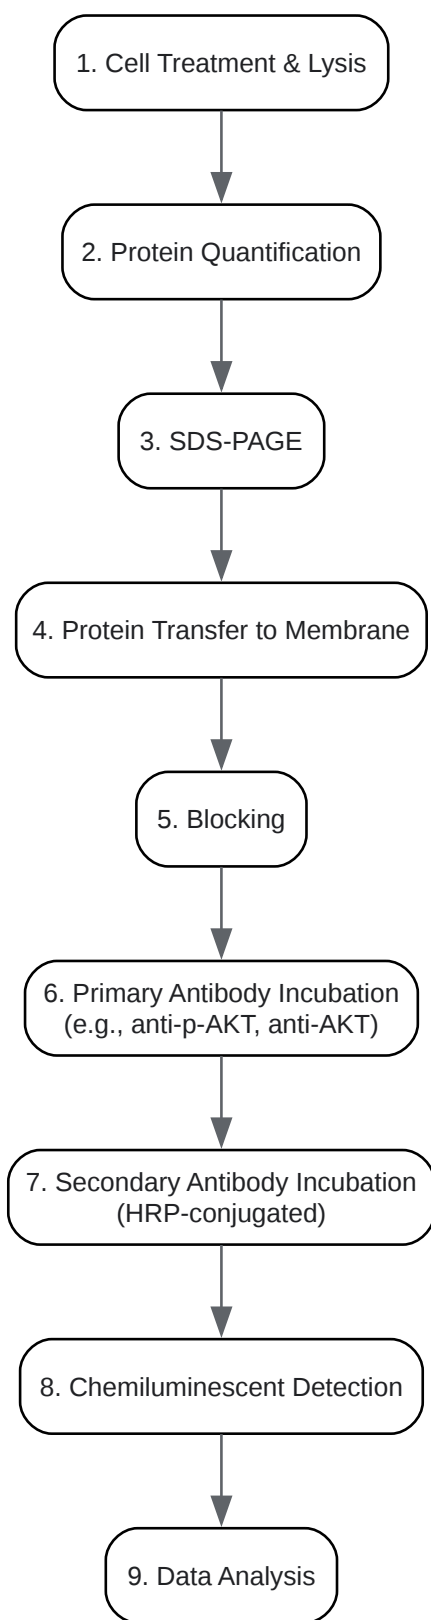 1. Cell Treatment & Lysis
2. Protein Quantification
3. SDS-PAGE
4. Protein Transfer to Membrane
5. Blocking
6. Primary Antibody Incubation
(e.g., anti-p-AKT, anti-AKT)
7. Secondary Antibody Incubation
(HRP-conjugated)
8. Chemiluminescent Detection
9. Data Analysis